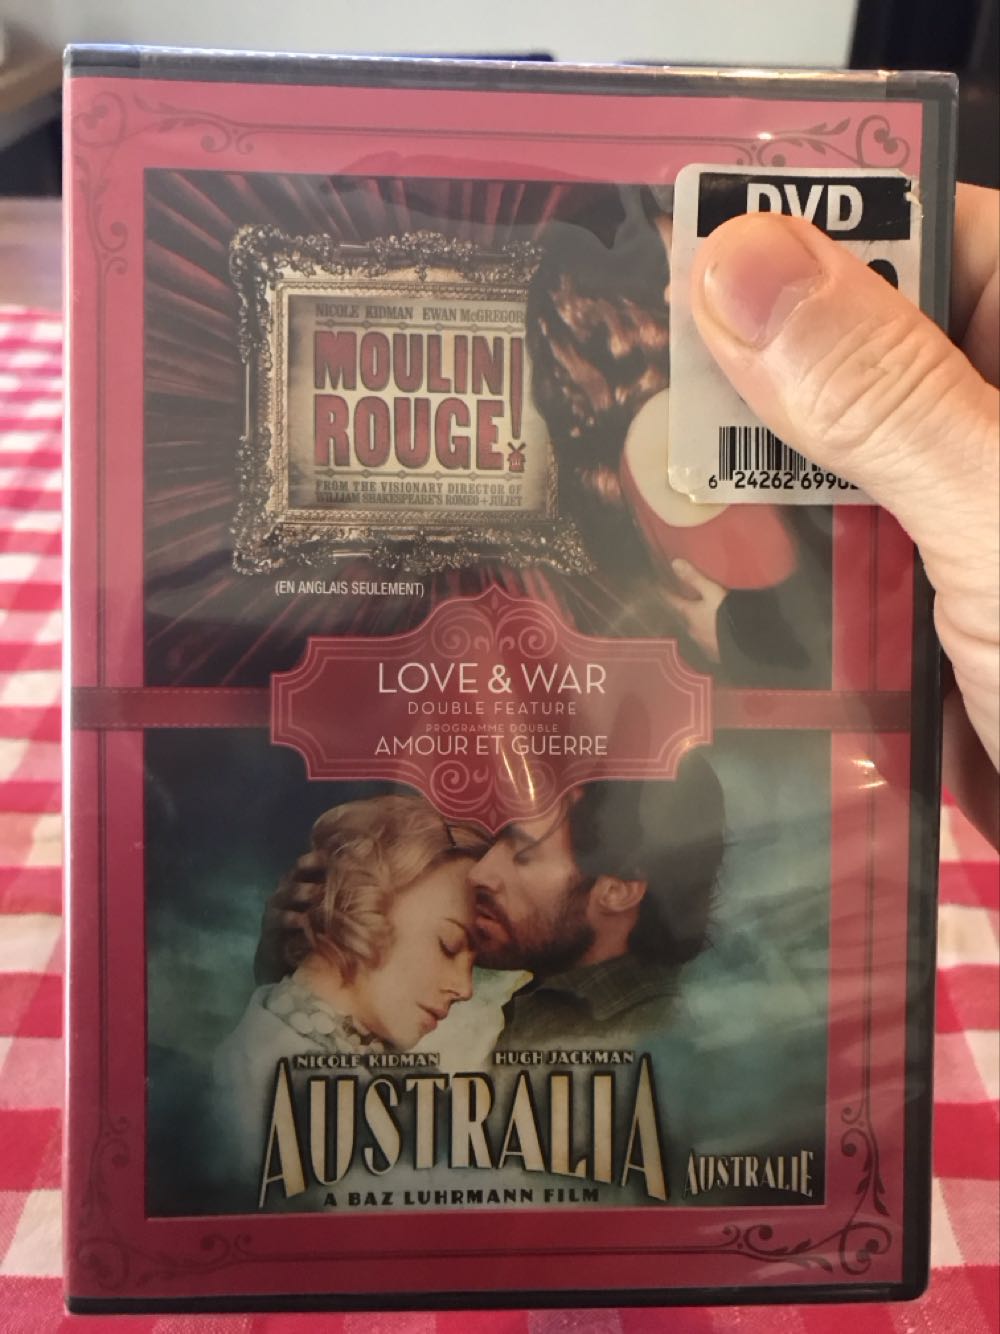 DVD
6 24262
NICOLE KIDMAN EWAN McGREGOR
MOULIN
ROUGE!
FROM THE VISIONARY DIRECTOR OF
WILLIAM SHAKESPEARE'S ROMEO+JULIET
(EN ANGLAIS SEULEMENT)
LOVE & WAR
DOUBLE FEATURE
PROGRAMME DOUBLE
AMOUR ET GUERRE
NICOLE KIDMAN HUGH JACKMAN
AUSTRALIA
AUSTRALIE
A BAZ LUHRMANN FILM